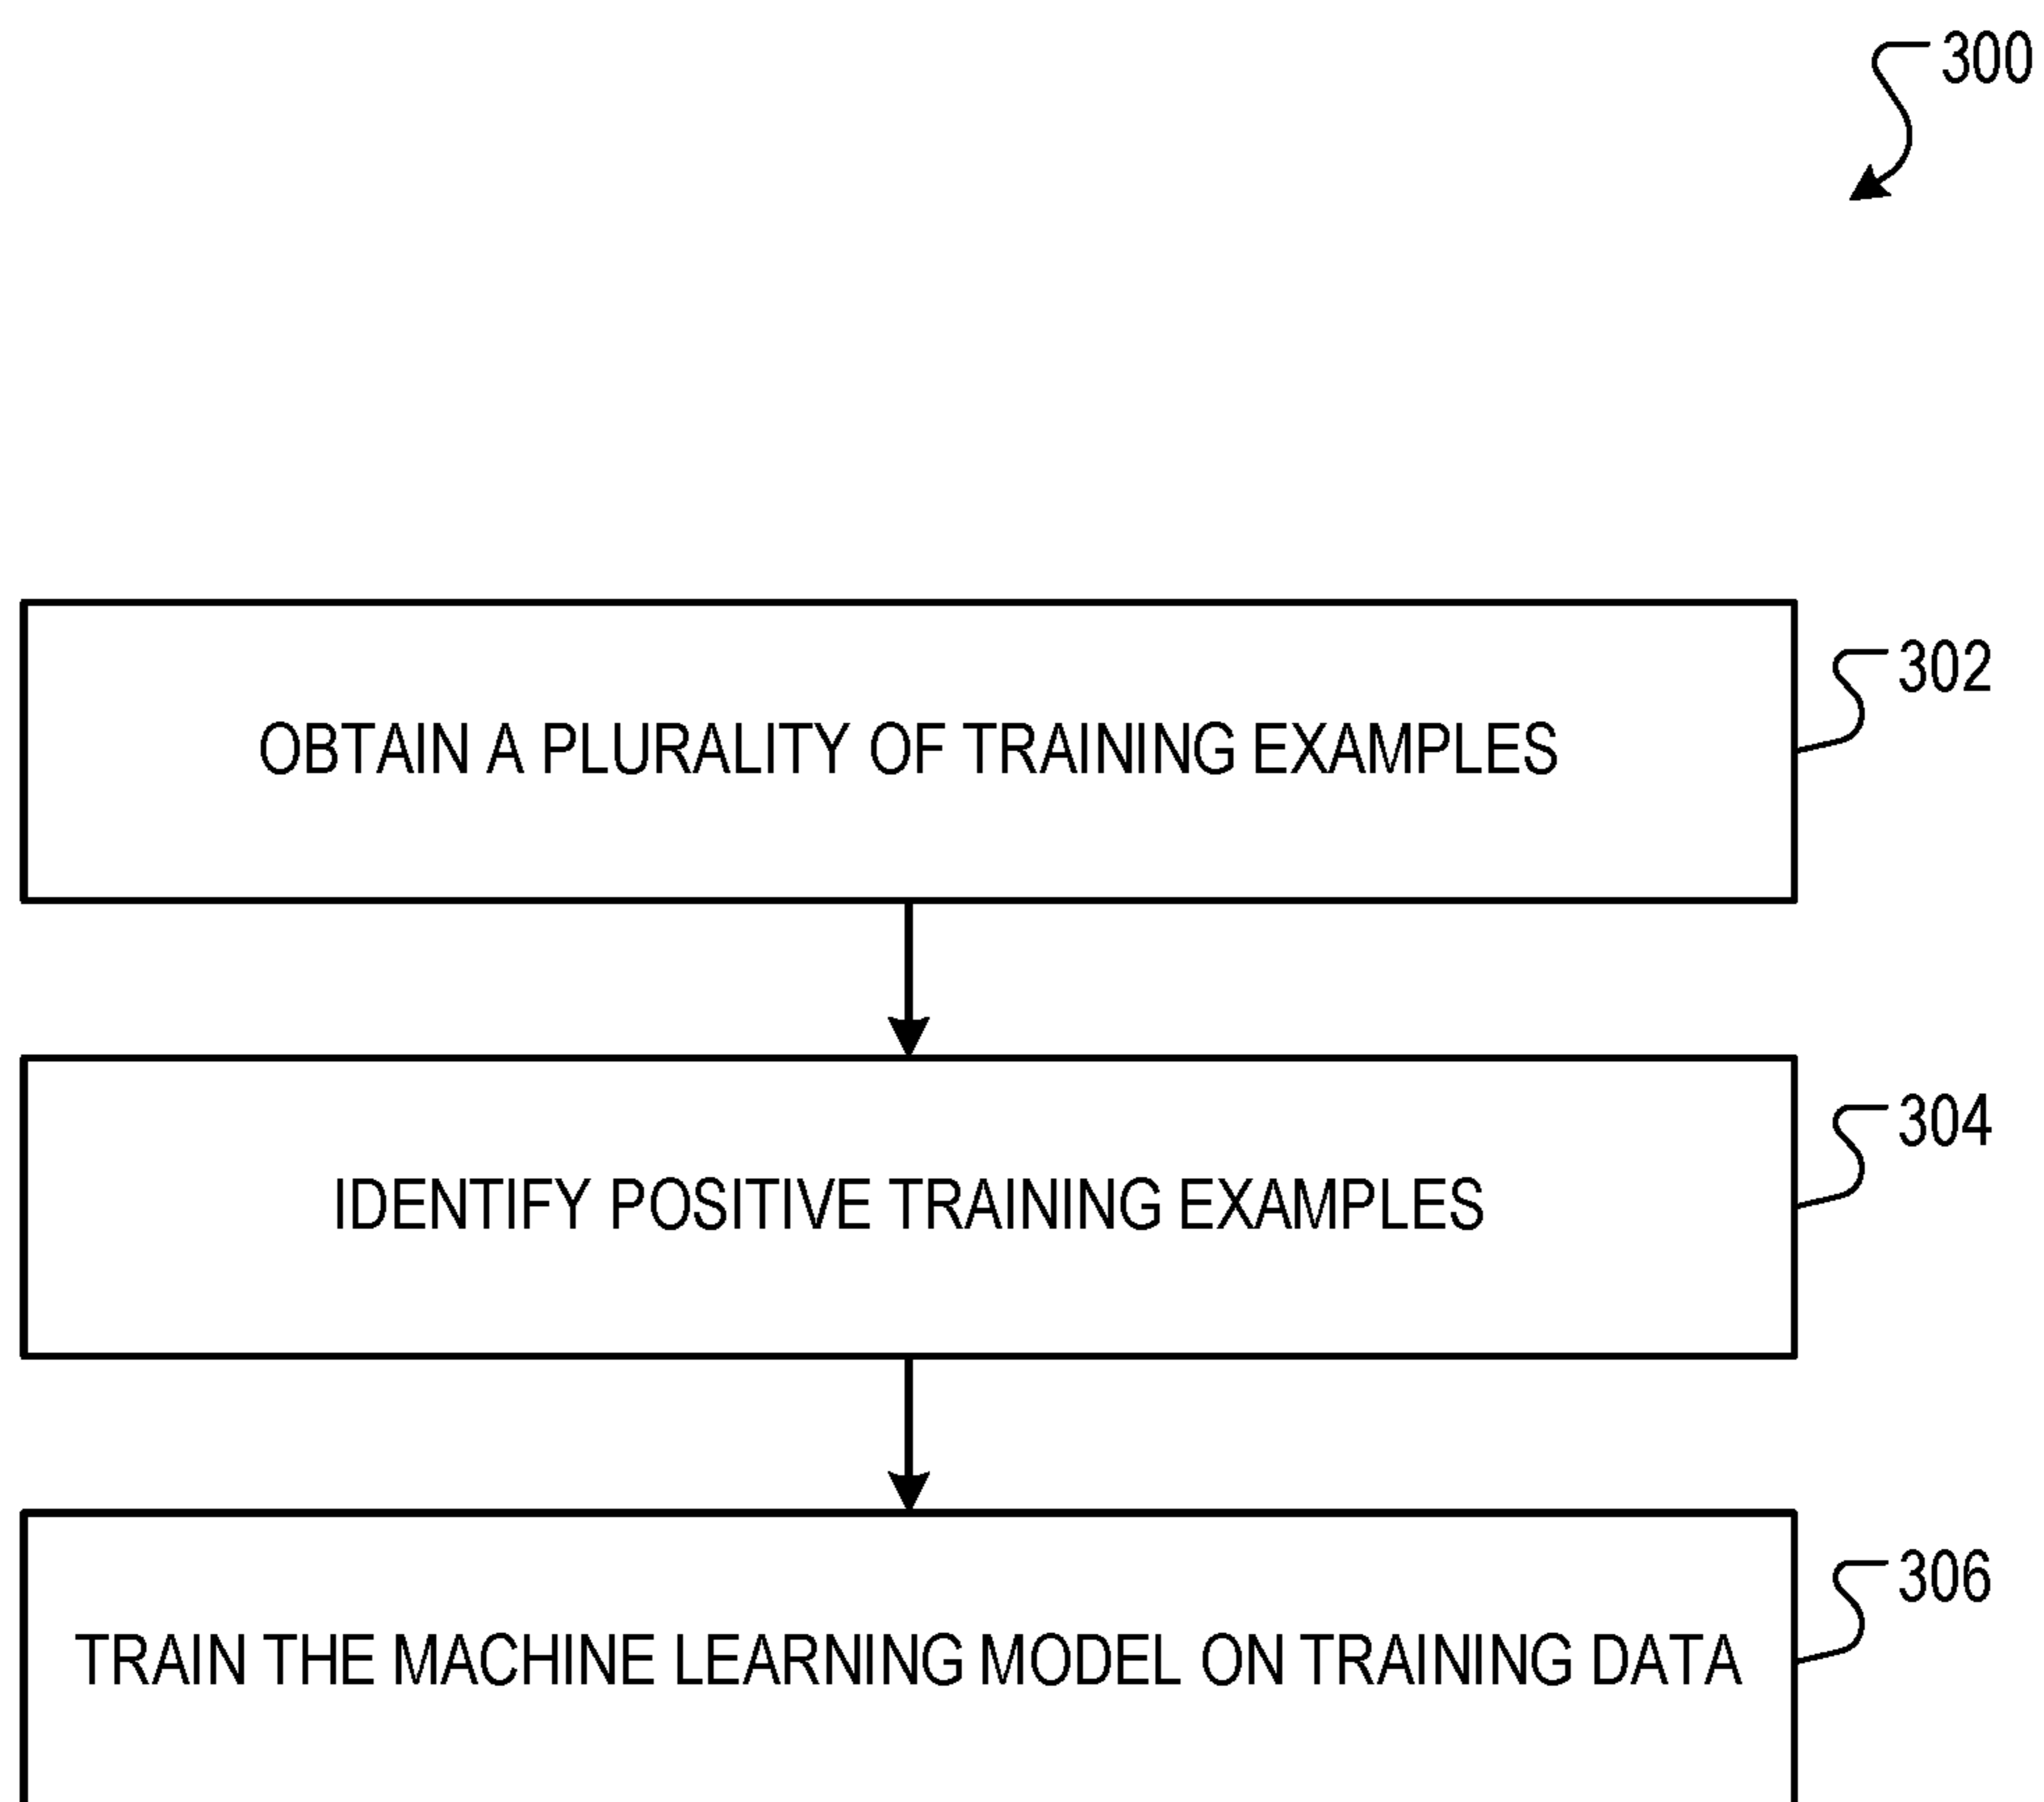 300
OBTAIN A PLURALITY OF TRAINING EXAMPLES
302
IDENTIFY POSITIVE TRAINING EXAMPLES
304
TRAIN THE MACHINE LEARNING MODEL ON TRAINING DATA
306